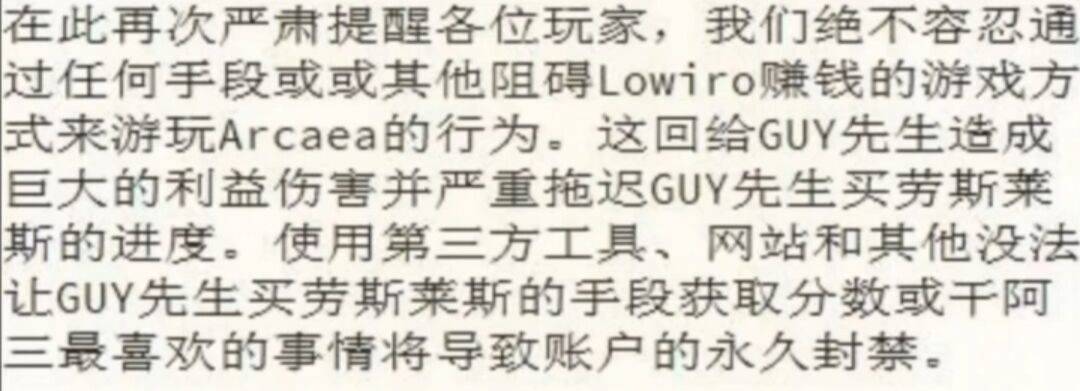 在此再次严肃提醒各位玩家，我们绝不容忍通
过任何手段或或其他阻碍Lowiro赚钱的游戏方
式来游玩Arcaea的行为。这回给GUY先生造成
巨大的利益伤害并严重拖迟GUY先生买劳斯莱
斯的进度。使用第三方工具、网站和其他没法
让GUY先生买劳斯莱斯的手段获取分数或干阿
三最喜欢的事情将导致账户的永久封禁。